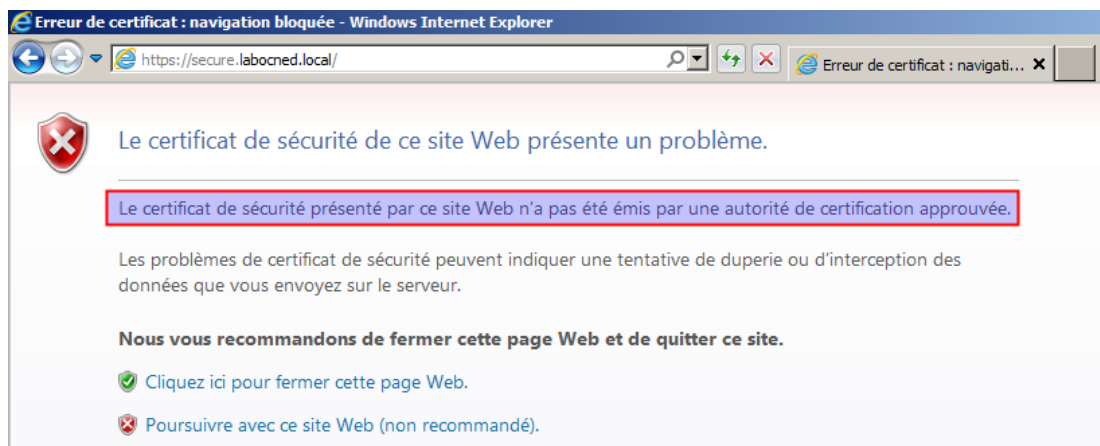 Erreur de certificat : navigation bloquée - Windows Internet Explorer
https://secure.labocned.local/
Erreur de certificat : navigati...
Le certificat de sécurité de ce site Web présente un problème.
Le certificat de sécurité présenté par ce site Web n'a pas été émis par une autorité de certification approuvée.
Les problèmes de certificat de sécurité peuvent indiquer une tentative de duperie ou d'interception des
données que vous envoyez sur le serveur.
Nous vous recommandons de fermer cette page Web et de quitter ce site.
Cliquez ici pour fermer cette page Web.
Poursuivre avec ce site Web (non recommandé).